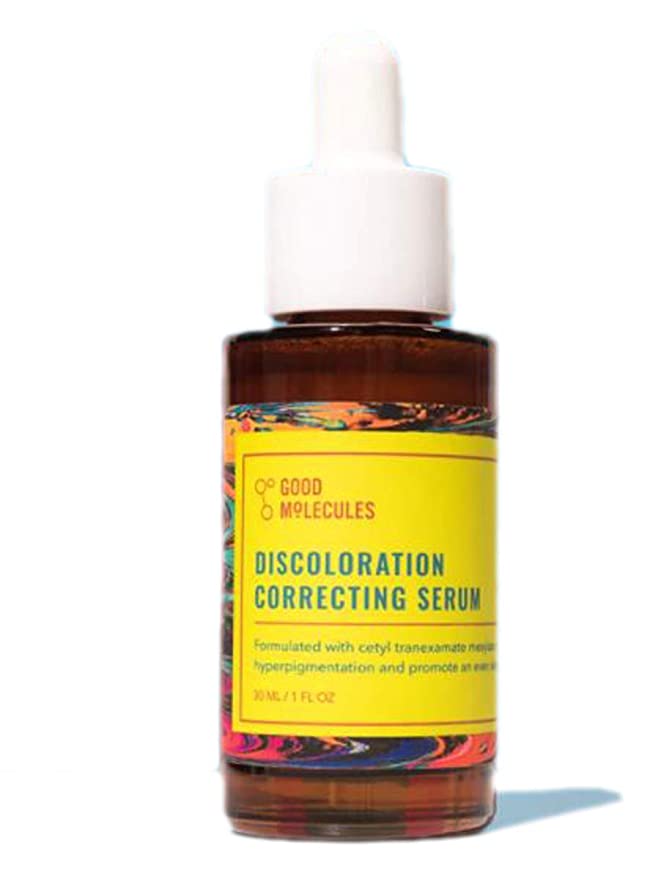 GOOD
MOLECULES
DISCOLORATION
CORRECTING SERUM
Formulated with cetyl tranexamate
hyperpigmentation and promote an even
30 ML / 1 FL OZ